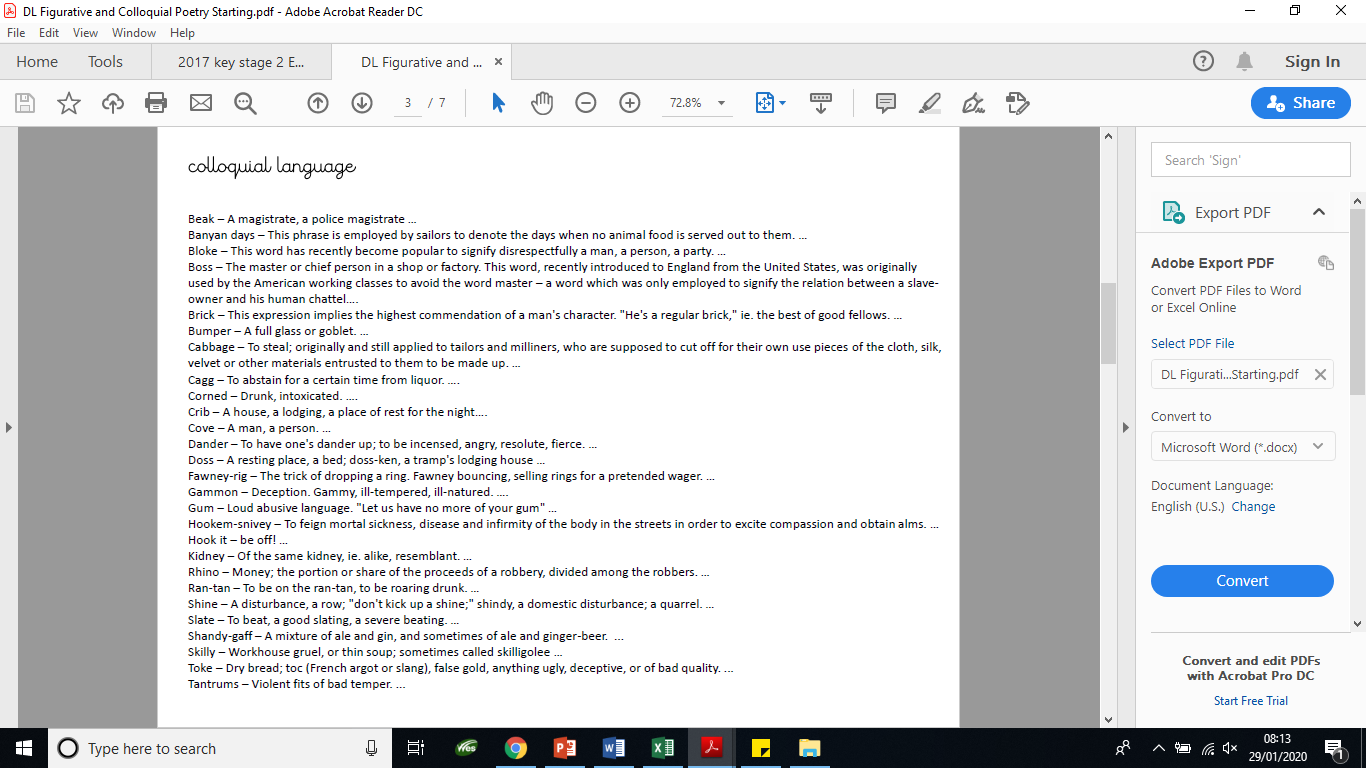 DL Figurative and Colloquial Poetry Starting.pdf - Adobe Acrobat Reader DC
File Edit View Window Help
Home Tools 2017 key stage 2 E... DL Figurative and ... ×
3 / 7 72.8% Share
Sign In
colloquial language
Beak – A magistrate, a police magistrate ...
Banyan days – This phrase is employed by sailors to denote the days when no animal food is served out to them. ...
Bloke – This word has recently become popular to signify disrespectfully a man, a person, a party. ...
Boss – The master or chief person in a shop or factory. This word, recently introduced to England from the United States, was originally
used by the American working classes to avoid the word master – a word which was only employed to signify the relation between a slave-
owner and his human chattel....
Brick – This expression implies the highest commendation of a man's character. "He's a regular brick," ie. the best of good fellows. ...
Bumper – A full glass or goblet. ...
Cabbage – To steal; originally and still applied to tailors and milliners, who are supposed to cut off for their own use pieces of the cloth, silk,
velvet or other materials entrusted to them to be made up. ...
Cagg – To abstain for a certain time from liquor. ....
Corned – Drunk, intoxicated. ....
Crib – A house, a lodging, a place of rest for the night....
Cove – A man, a person. ...
Dander – To have one's dander up; to be incensed, angry, resolute, fierce. ...
Doss – A resting place, a bed; doss-ken, a tramp's lodging house ...
Fawney-rig – The trick of dropping a ring. Fawney bouncing, selling rings for a pretended wager. ...
Gammon – Deception. Gammy, ill-tempered, ill-natured. ....
Gum – Loud abusive language. "Let us have no more of your gum" ...
Hookem-snivey – To feign mortal sickness, disease and infirmity of the body in the streets in order to excite compassion and obtain alms. ...
Hook it – be off! ...
Kidney – Of the same kidney, ie. alike, resemblant. ...
Rhino – Money; the portion or share of the proceeds of a robbery, divided among the robbers. ...
Ran-tan – To be on the ran-tan, to be roaring drunk. ...
Shine – A disturbance, a row; "don't kick up a shine;" shindy, a domestic disturbance; a quarrel. ...
Slate – To beat, a good slating, a severe beating. ...
Shandy-gaff – A mixture of ale and gin, and sometimes of ale and ginger-beer. ...
Skilly – Workhouse gruel, or thin soup; sometimes called skilligolee ...
Toke – Dry bread; toc (French argot or slang), false gold, anything ugly, deceptive, or of bad quality. ...
Tantrums – Violent fits of bad temper. ...
Search 'Sign'
Export PDF
Adobe Export PDF
Convert PDF Files to Word
or Excel Online
Select PDF File
DL Figurati...Starting.pdf
Convert to
Microsoft Word (*.docx)
Document Language:
English (U.S.) Change
Convert
Convert and edit PDFs
with Acrobat Pro DC
Start Free Trial
Type here to search
08:13
29/01/2020
1